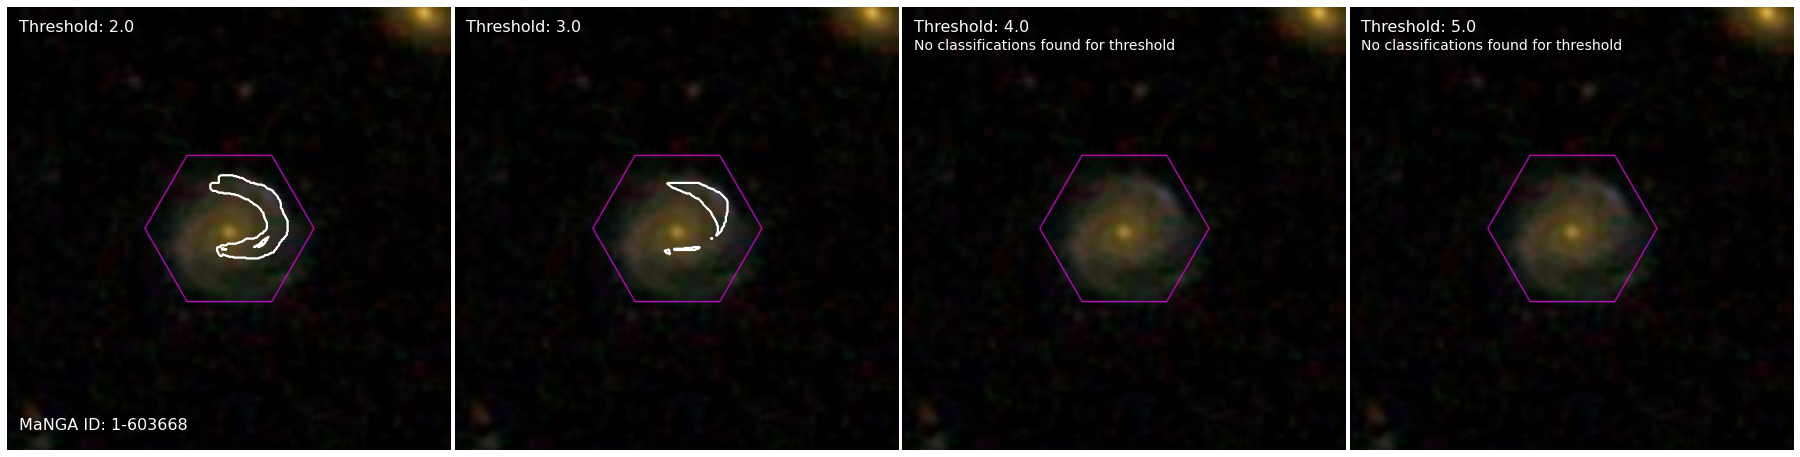 Threshold: 2.0
MaNGA ID: 1-603668
Threshold: 3.0
Threshold: 4.0
No classifications found for threshold
Threshold: 5.0
No classifications found for threshold